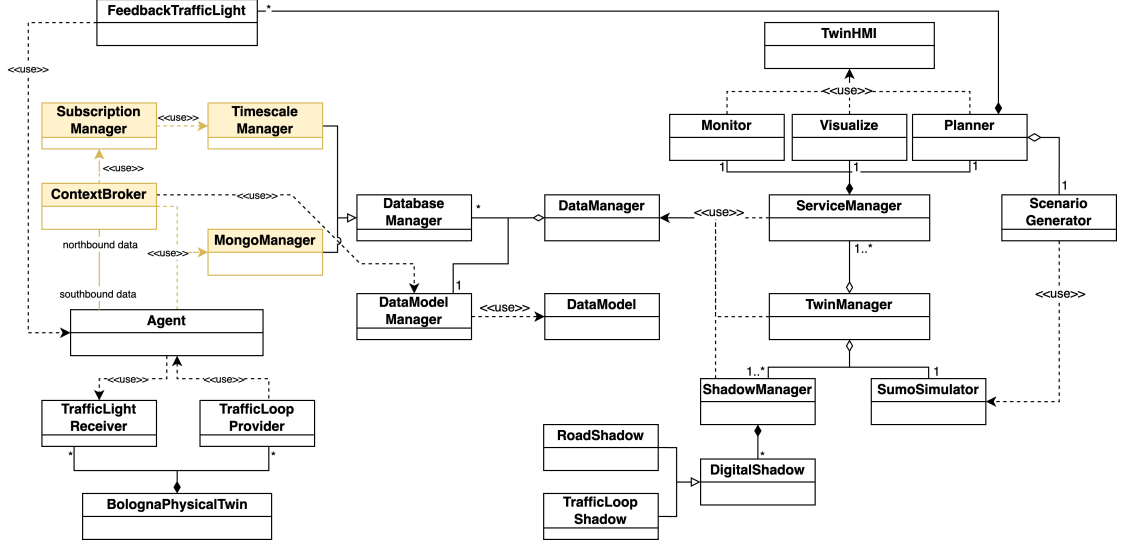 FeedbackTrafficLight
*
TwinHMI
<<use>>
<<use>>
Subscription
Manager
<<use>>
Timescale
Manager
Monitor
Visualize
Planner
1
1
1
1
<<use>>
ContextBroker
<<use>>
Database
Manager
*
DataManager
<<use>>
ServiceManager
Scenario
Generator
northbound data
<<use>>
MongoManager
1..*
southbound data
1
DataModel
Manager
<<use>>
DataModel
TwinManager
<<use>>
Agent
<<use>>
<<use>>
1..*
1
ShadowManager
SumoSimulator
TrafficLight
Receiver
TrafficLoop
Provider
*
*
RoadShadow
*
DigitalShadow
BolognaPhysicalTwin
TrafficLoop
Shadow